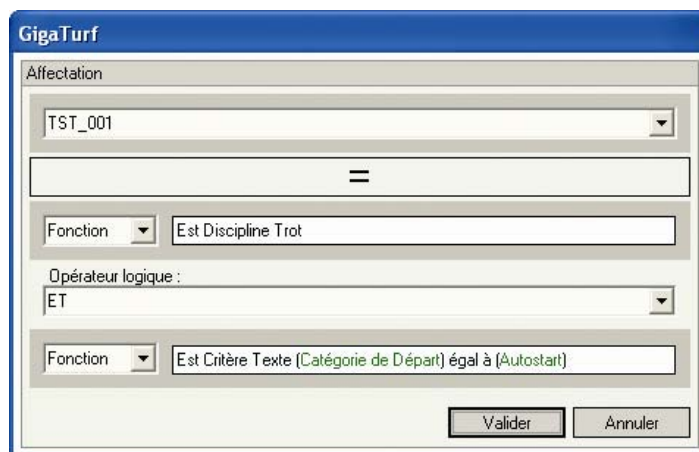 GigaTurf
Affectation
TST_001
=
Fonction Est Discipline Trot
Opérateur logique :
ET
Fonction Est Critère Texte (Catégorie de Départ) égal à (Autostart)
Valider Annuler